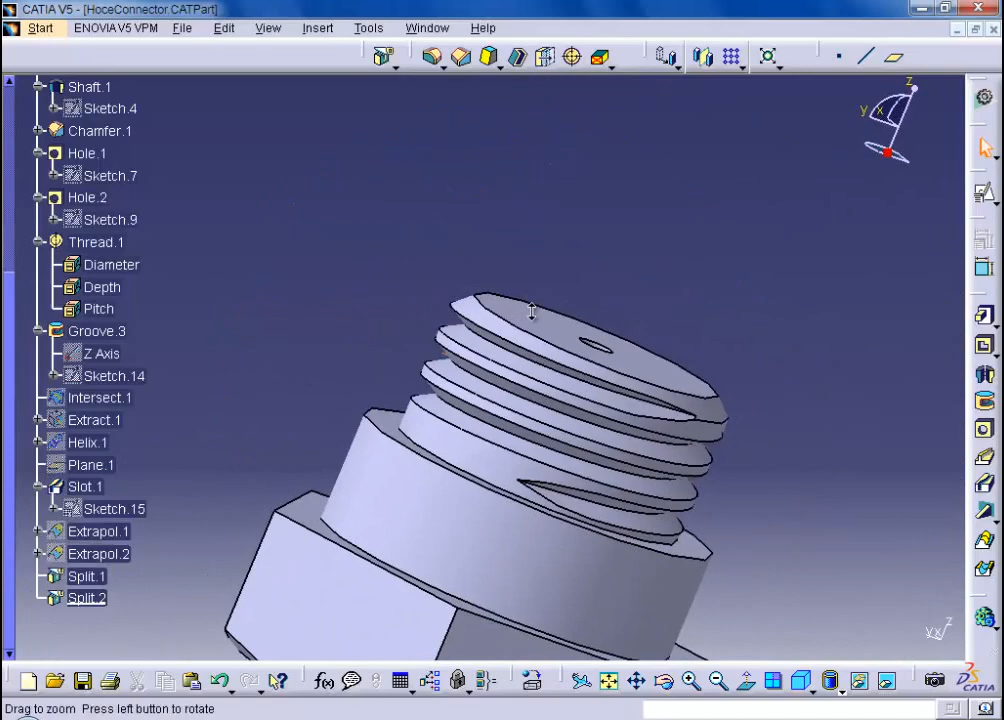 CATIA V5 - [HoceConnector.CATPart]
Start ENOVIA V5 VPM File Edit View Insert Tools Window Help
Shaft.1
Sketch.4
Chamfer.1
Hole.1
Sketch.7
Hole.2
Sketch.9
Thread.1
Diameter
Depth
Pitch
Groove.3
Z Axis
Sketch.14
Intersect.1
Extract.1
Helix.1
Plane.1
Slot.1
Sketch.15
Extrapol.1
Extrapol.2
Split.1
Split.2
z
y x
z
yx
f(x)
CATIA
Drag to zoom Press left button to rotate